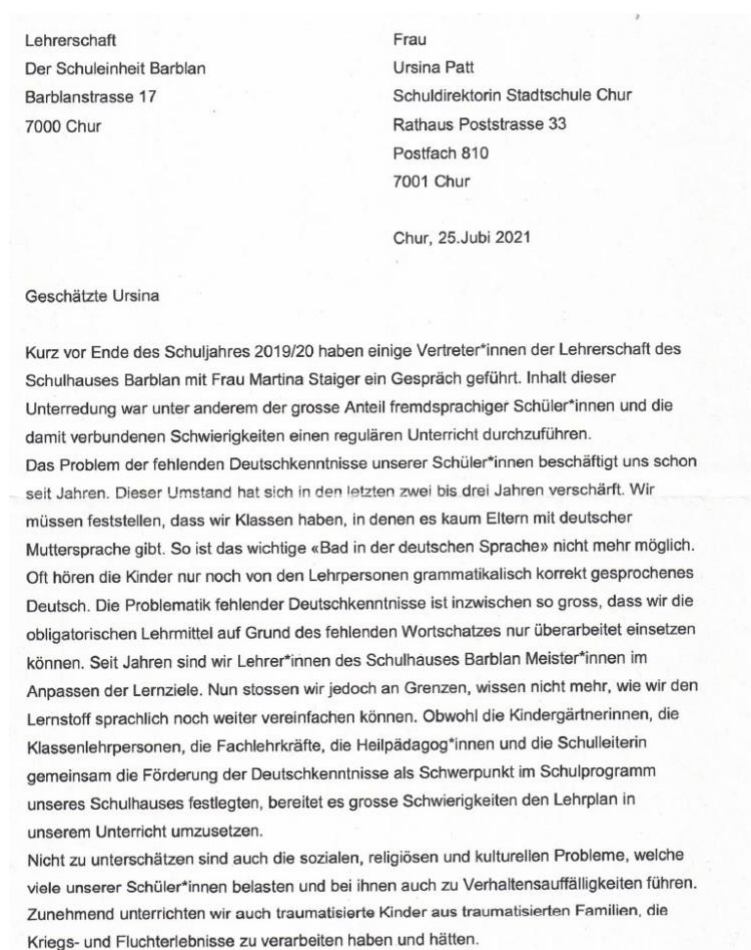 Lehrerschaft
Der Schuleinheit Barblan
Barblanstrasse 17
7000 Chur
Frau
Ursina Patt
Schuldirektorin Stadtschule Chur
Rathaus Poststrasse 33
Postfach 810
7001 Chur
Chur, 25.Jubi 2021
Geschätzte Ursina
Kurz vor Ende des Schuljahres 2019/20 haben einige Vertreter*innen der Lehrerschaft des
Schulhauses Barblan mit Frau Martina Staiger ein Gespräch geführt. Inhalt dieser
Unterredung war unter anderem der grosse Anteil fremdsprachiger Schüler*innen und die
damit verbundenen Schwierigkeiten einen regulären Unterricht durchzuführen.
Das Problem der fehlenden Deutschkenntnisse unserer Schüler*innen beschäftigt uns schon
seit Jahren. Dieser Umstand hat sich in den letzten zwei bis drei Jahren verschärft. Wir
müssen feststellen, dass wir Klassen haben, in denen es kaum Eltern mit deutscher
Muttersprache gibt. So ist das wichtige «Bad in der deutschen Sprache» nicht mehr möglich.
Oft hören die Kinder nur noch von den Lehrpersonen grammatikalisch korrekt gesprochenes
Deutsch. Die Problematik fehlender Deutschkenntnisse ist inzwischen so gross, dass wir die
obligatorischen Lehrmittel auf Grund des fehlenden Wortschatzes nur überarbeitet einsetzen
können. Seit Jahren sind wir Lehrer*innen des Schulhauses Barblan Meister*innen im
Anpassen der Lernziele. Nun stossen wir jedoch an Grenzen, wissen nicht mehr, wie wir den
Lernstoff sprachlich noch weiter vereinfachen können. Obwohl die Kindergärtnerinnen, die
Klassenlehrpersonen, die Fachlehrkräfte, die Heilpädagog*innen und die Schulleiterin
gemeinsam die Förderung der Deutschkenntnisse als Schwerpunkt im Schulprogramm
unseres Schulhauses festlegten, bereitet es grosse Schwierigkeiten den Lehrplan in
unserem Unterricht umzusetzen.
Nicht zu unterschätzen sind auch die sozialen, religiösen und kulturellen Probleme, welche
viele unserer Schüler*innen belasten und bei ihnen auch zu Verhaltensauffälligkeiten führen.
Zunehmend unterrichten wir auch traumatisierte Kinder aus traumatisierten Familien, die
Kriegs- und Fluchterlebnisse zu verarbeiten haben und hätten.